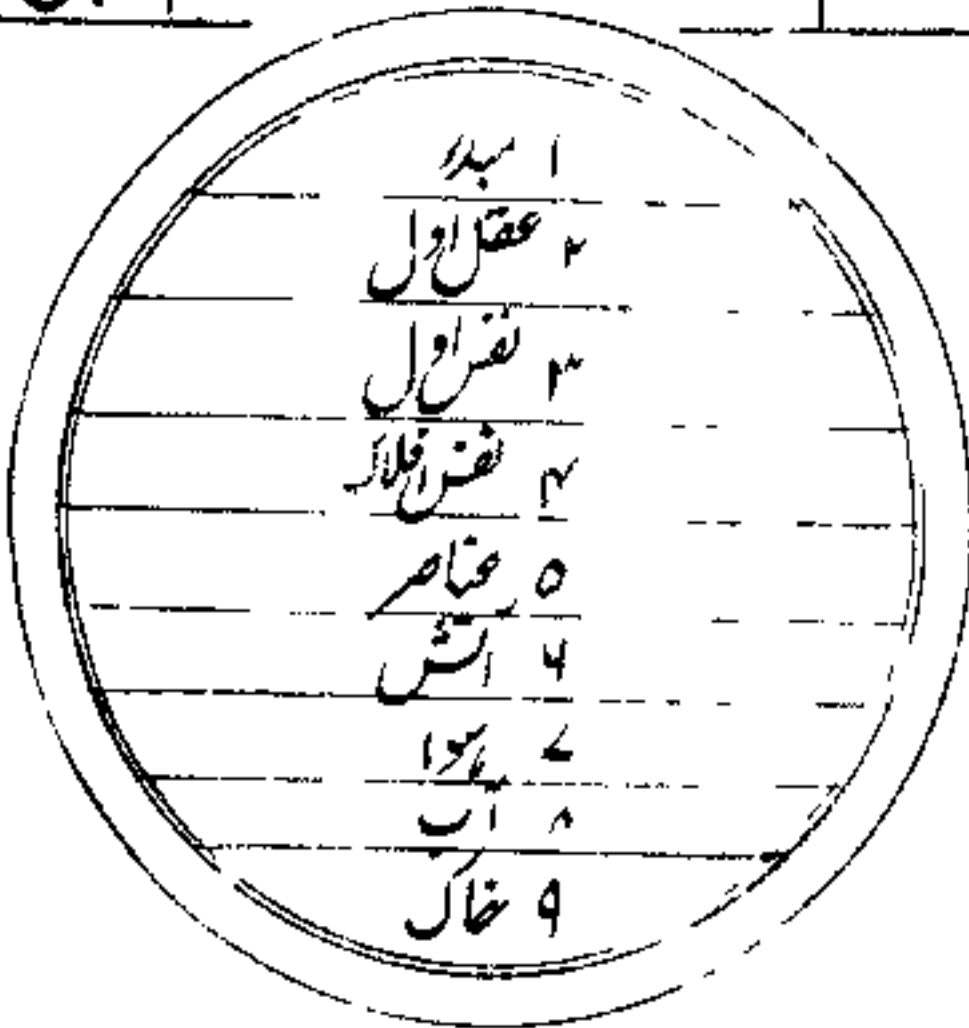 ۱ مبدا
۲ عقل اول
۳ نفس اول
۴ نفس افلاک
۵ عناصر
۶ آتش
۷ ہوا
۸ آب
۹ خاک